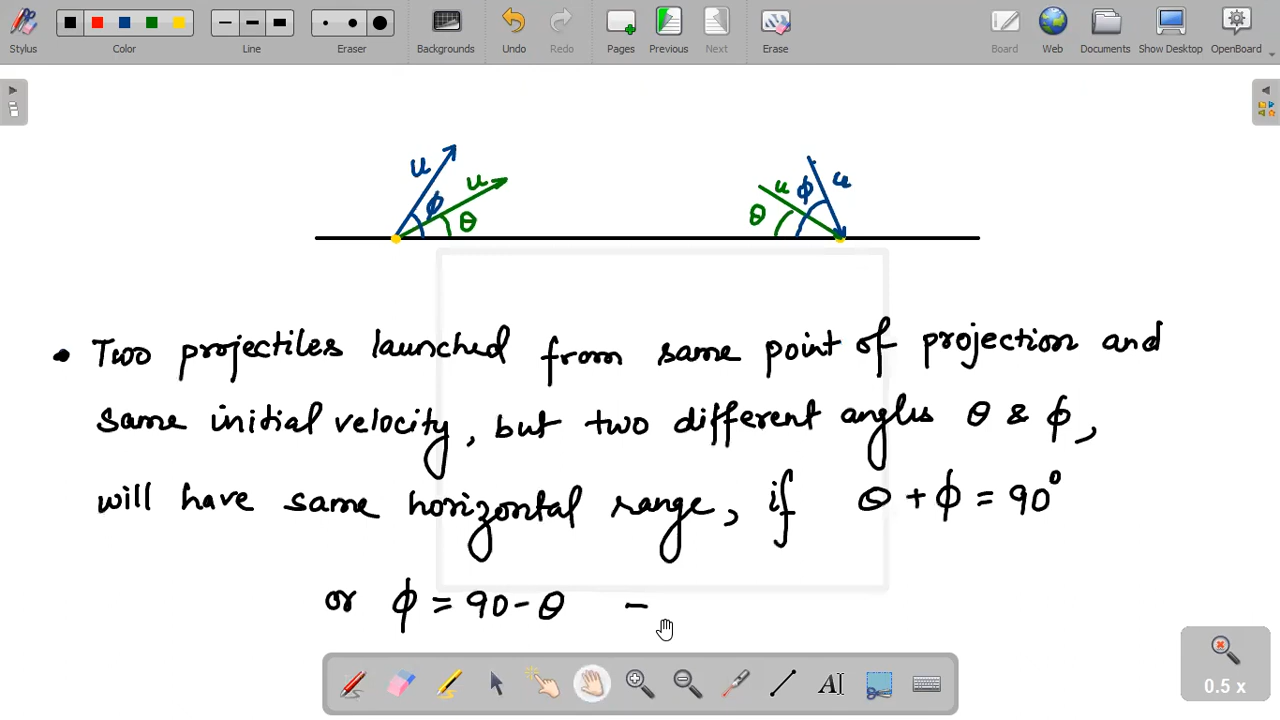 Stylus
Color
Line
Eraser
Backgrounds
Undo
Redo
Pages
Previous
Next
Erase
Board
Web
Documents
Show Desktop
OpenBoard
u
u
ϕ
θ
u
ϕ
u
θ
• Two projectiles launched from same point of projection and
same initial velocity, but two different angles θ & ϕ,
will have same horizontal range, if θ + ϕ = 90°
or ϕ = 90 - θ -
0.5 x